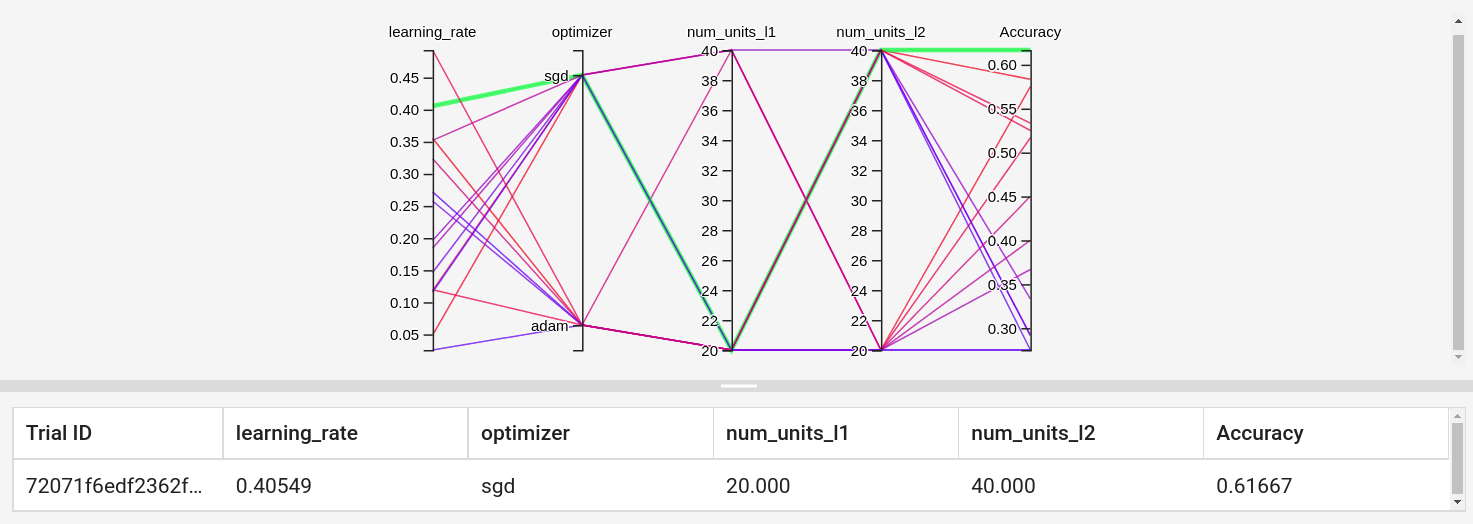 learning_rate optimizer num_units_l1 num_units_l2 Accuracy
0.45 0.40 0.35 0.30 0.25 0.20 0.15 0.10 0.05
sgd adam
40 38 36 34 32 30 28 26 24 22 20
40 38 36 34 32 30 28 26 24 22 20
0.60 0.55 0.50 0.45 0.40 0.35 0.30
Trial ID learning_rate optimizer num_units_l1 num_units_l2 Accuracy
72071f6edf2362f... 0.40549 sgd 20.000 40.000 0.61667